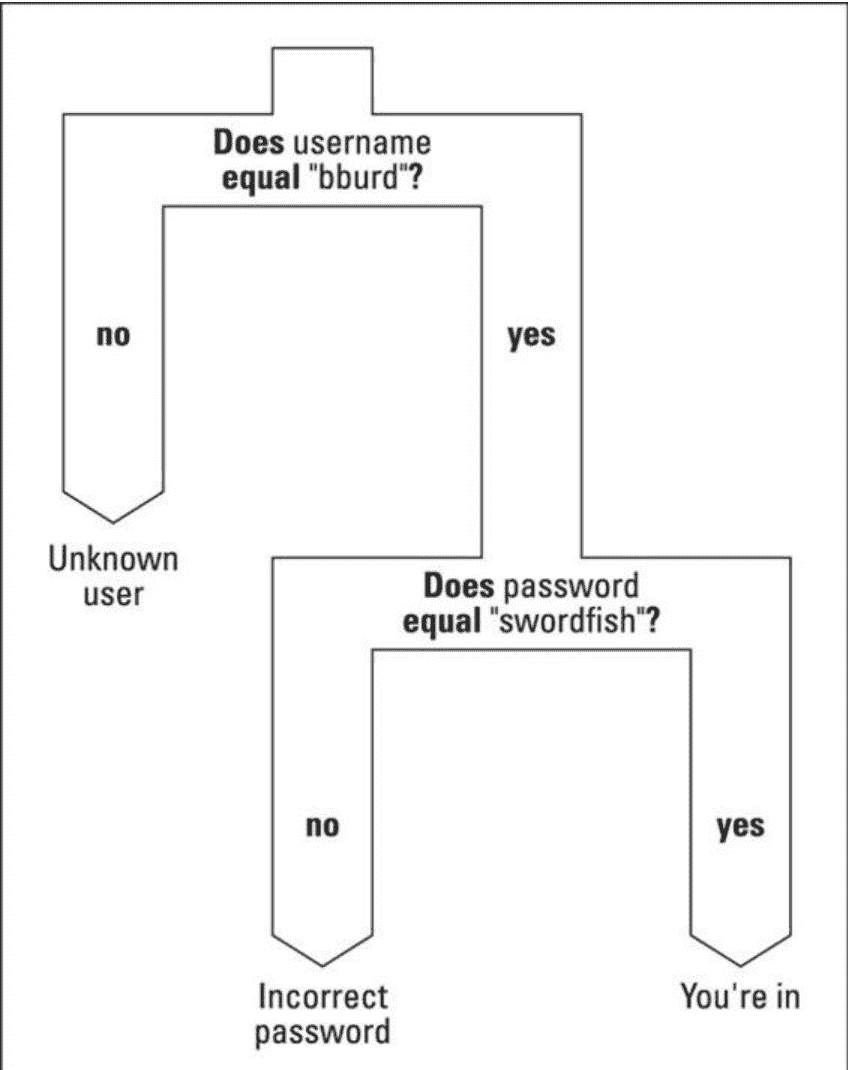 Does username
equal "bburd"?
no
yes
Unknown
user
Does password
equal "swordfish"?
no
yes
Incorrect
password
You're in